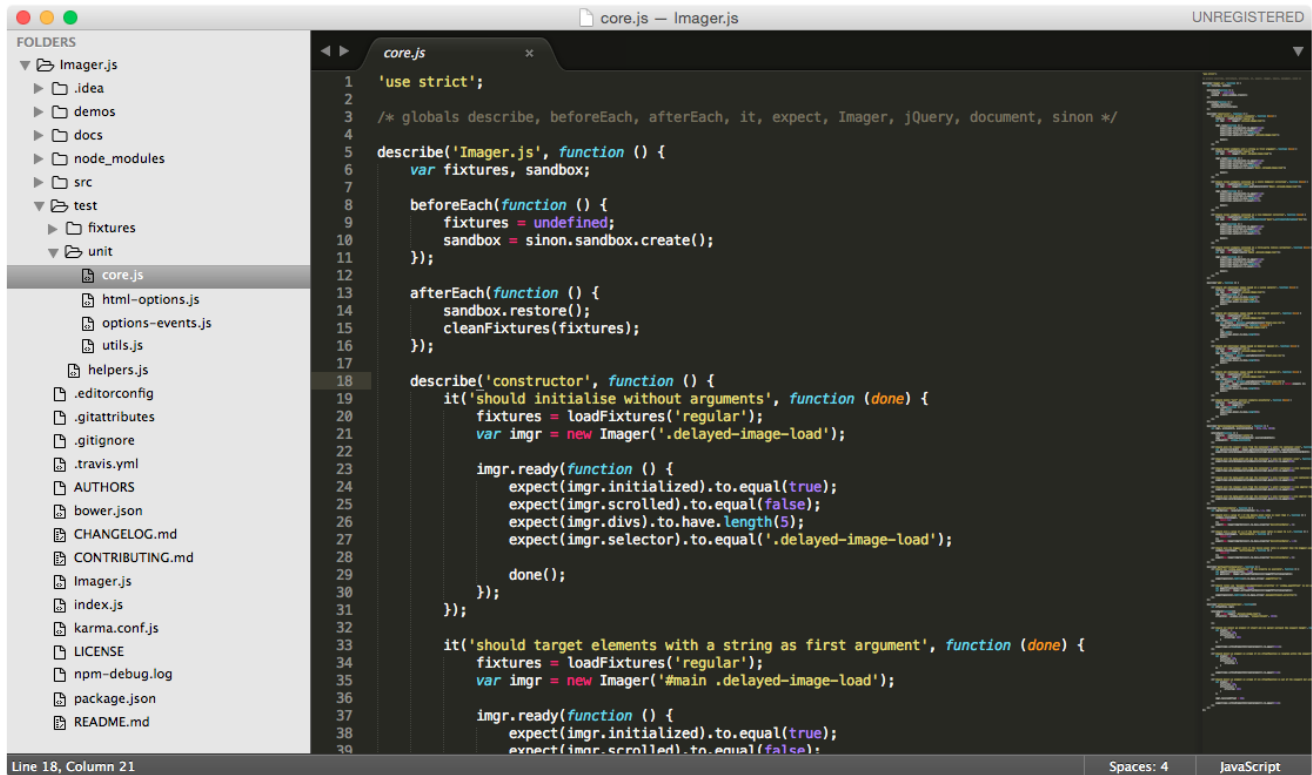 core.js — Imager.js
UNREGISTERED
FOLDERS
Imager.js
.idea
demos
docs
node_modules
src
test
fixtures
unit
core.js
html-options.js
options-events.js
utils.js
helpers.js
.editorconfig
.gitattributes
.gitignore
.travis.yml
AUTHORS
bower.json
CHANGELOG.md
CONTRIBUTING.md
Imager.js
index.js
karma.conf.js
LICENSE
npm-debug.log
package.json
README.md
core.js ×
1 'use strict';
2
3 /* globals describe, beforeEach, afterEach, it, expect, Imager, jQuery, document, sinon */
4
5 describe('Imager.js', function () {
6     var fixtures, sandbox;
7
8     beforeEach(function () {
9         fixtures = undefined;
10         sandbox = sinon.sandbox.create();
11     });
12
13     afterEach(function () {
14         sandbox.restore();
15         cleanFixtures(fixtures);
16     });
17
18     describe('constructor', function () {
19         it('should initialise without arguments', function (done) {
20             fixtures = loadFixtures('regular');
21             var imgr = new Imager('.delayed-image-load');
22
23             imgr.ready(function () {
24                 expect(imgr.initialized).to.equal(true);
25                 expect(imgr.scrolled).to.equal(false);
26                 expect(imgr.divs).to.have.length(5);
27                 expect(imgr.selector).to.equal('.delayed-image-load');
28
29                 done();
30             });
31         });
32
33         it('should target elements with a string as first argument', function (done) {
34             fixtures = loadFixtures('regular');
35             var imgr = new Imager('#main .delayed-image-load');
36
37             imgr.ready(function () {
38                 expect(imgr.initialized).to.equal(true);
39                 expect(imgr.scrolled).to.equal(false);
Line 18, Column 21
Spaces: 4
JavaScript